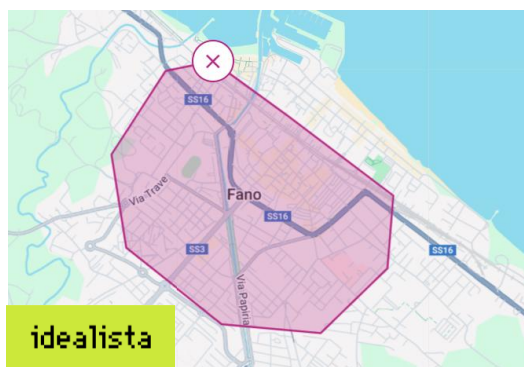 SS16
Via Trave
Fano
SS16
SS3
SS16
Via Papiria
idealista